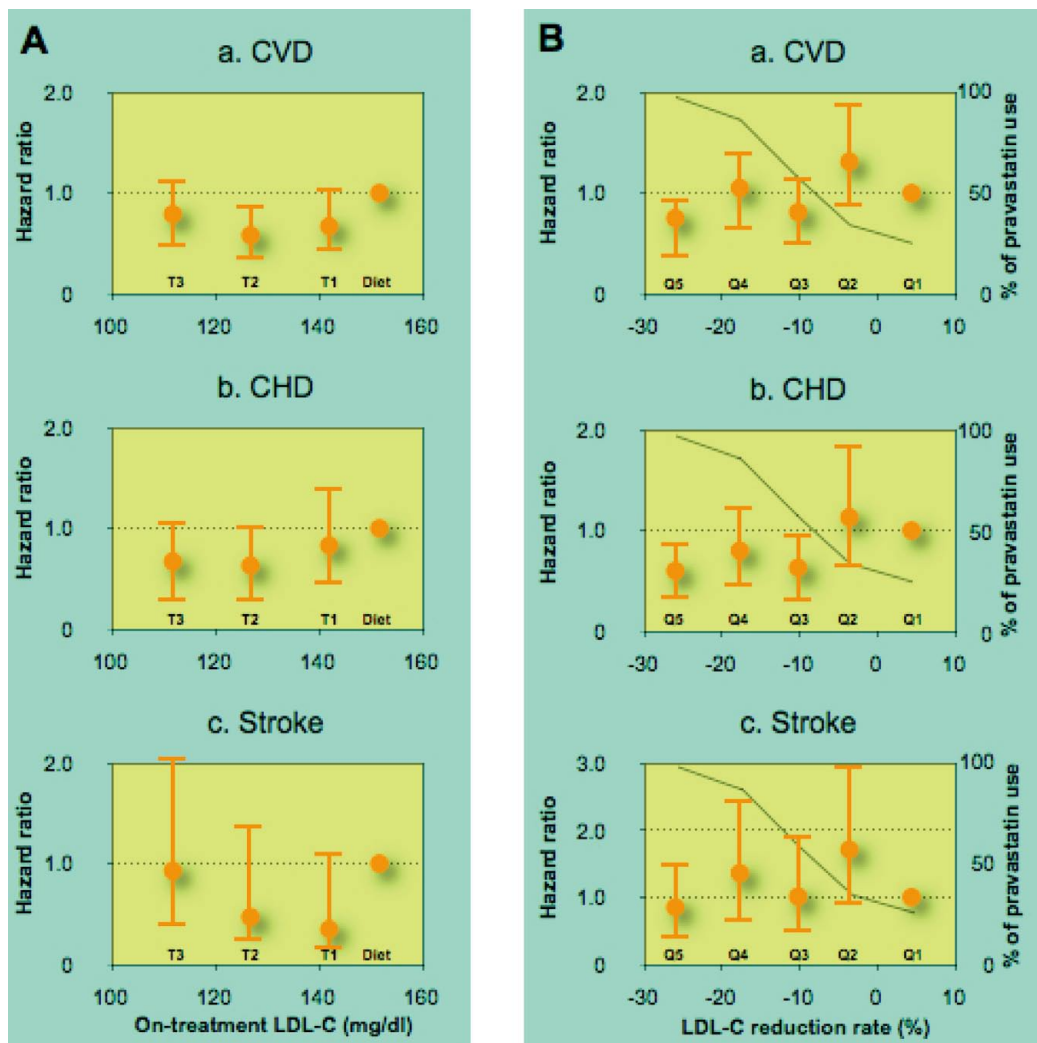 A
a. CVD
Hazard ratio
2.0
1.0
0
T3 T2 T1 Diet
100 120 140 160
b. CHD
Hazard ratio
2.0
1.0
0
T3 T2 T1 Diet
100 120 140 160
c. Stroke
Hazard ratio
2.0
1.0
0
T3 T2 T1 Diet
100 120 140 160
On-treatment LDL-C (mg/dl)
B
a. CVD
Hazard ratio
2.0
1.0
0
Q5 Q4 Q3 Q2 Q1
-30 -20 -10 0 10
100
50
0
% of pravastatin use
b. CHD
Hazard ratio
2.0
1.0
0
Q5 Q4 Q3 Q2 Q1
-30 -20 -10 0 10
100
50
0
% of pravastatin use
c. Stroke
Hazard ratio
3.0
2.0
1.0
0
Q5 Q4 Q3 Q2 Q1
-30 -20 -10 0 10
100
50
0
% of pravastatin use
LDL-C reduction rate (%)